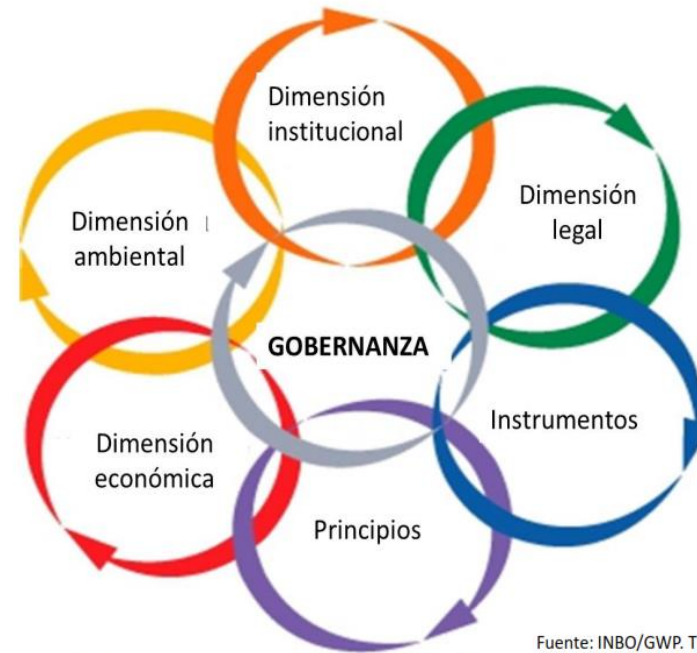 Dimensión
institucional
Dimensión
legal
Dimensión
ambiental
GOBERNANZA
Instrumentos
Dimensión
económica
Principios
Fuente: INBO/GWP. T